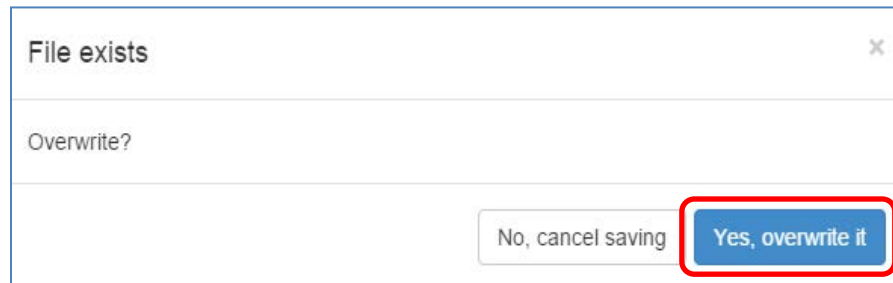 File exists
×
Overwrite?
No, cancel saving
Yes, overwrite it